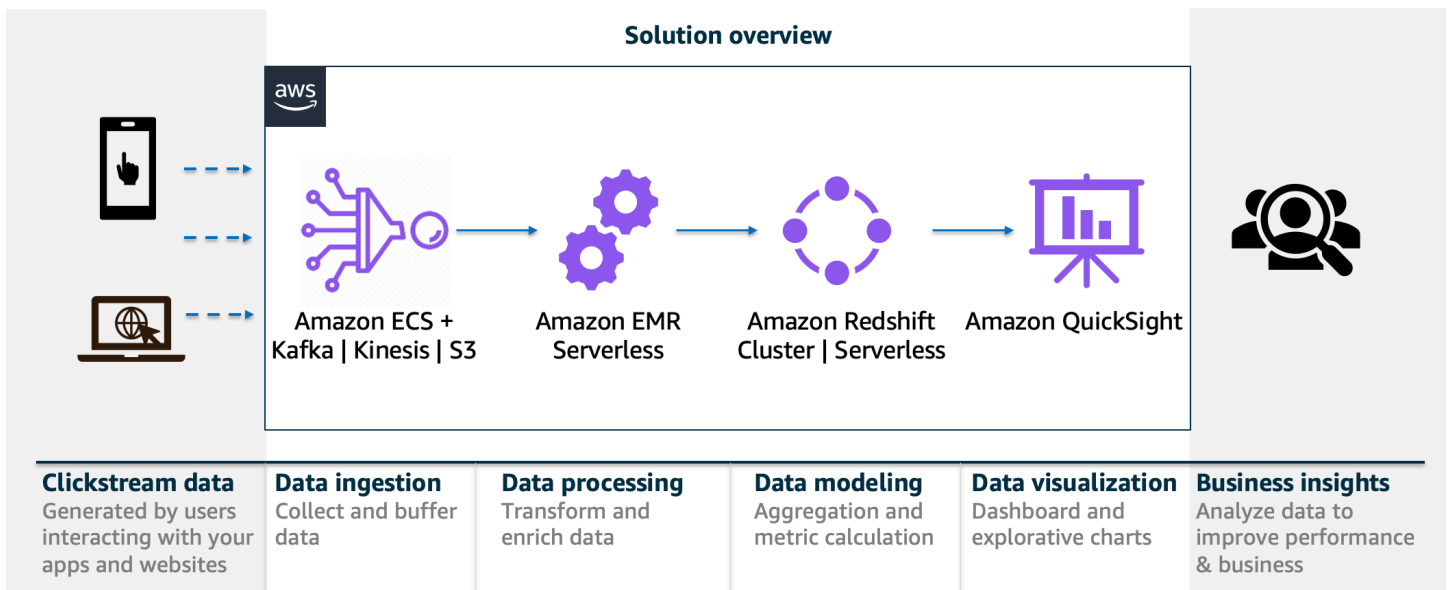 Solution overview
aws
Amazon ECS +
Kafka | Kinesis | S3
Amazon EMR
Serverless
Amazon Redshift
Cluster | Serverless
Amazon QuickSight
Clickstream data
Generated by users
interacting with your
apps and websites
Data ingestion
Collect and buffer
data
Data processing
Transform and
enrich data
Data modeling
Aggregation and
metric calculation
Data visualization
Dashboard and
explorative charts
Business insights
Analyze data to
improve performance
& business